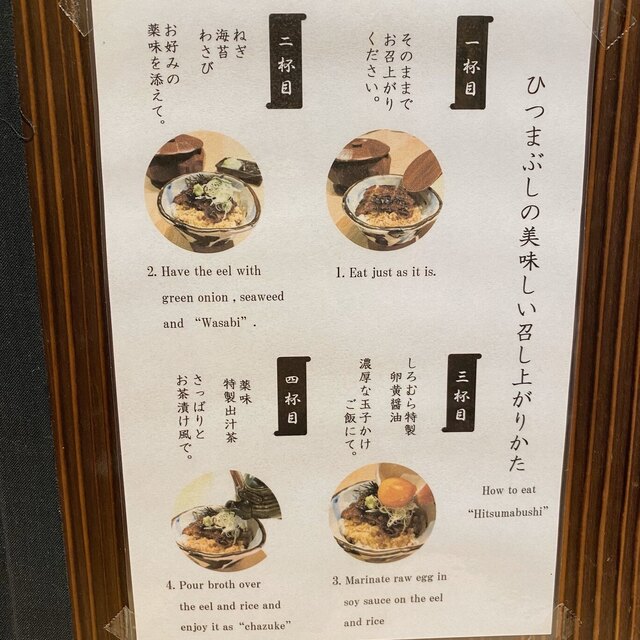 ひつまぶしの美味しい召し上がりかた
How to eat
“Hitsumabushi”
一杯目
そのままで
お召上がり
ください。
1. Eat just as it is.
二杯目
ねぎ
海苔
わさび
お好みの
薬味を添えて。
2. Have the eel with
green onion , seaweed
and “Wasabi” .
三杯目
しろむら特製
卵黄醤油
濃厚な玉子かけ
ご飯にて。
3. Marinate raw egg in
soy sauce on the eel
and rice
四杯目
薬味
特製出汁茶
さっぱりと
お茶漬け風で。
4. Pour broth over
the eel and rice and
enjoy it as “chazuke”